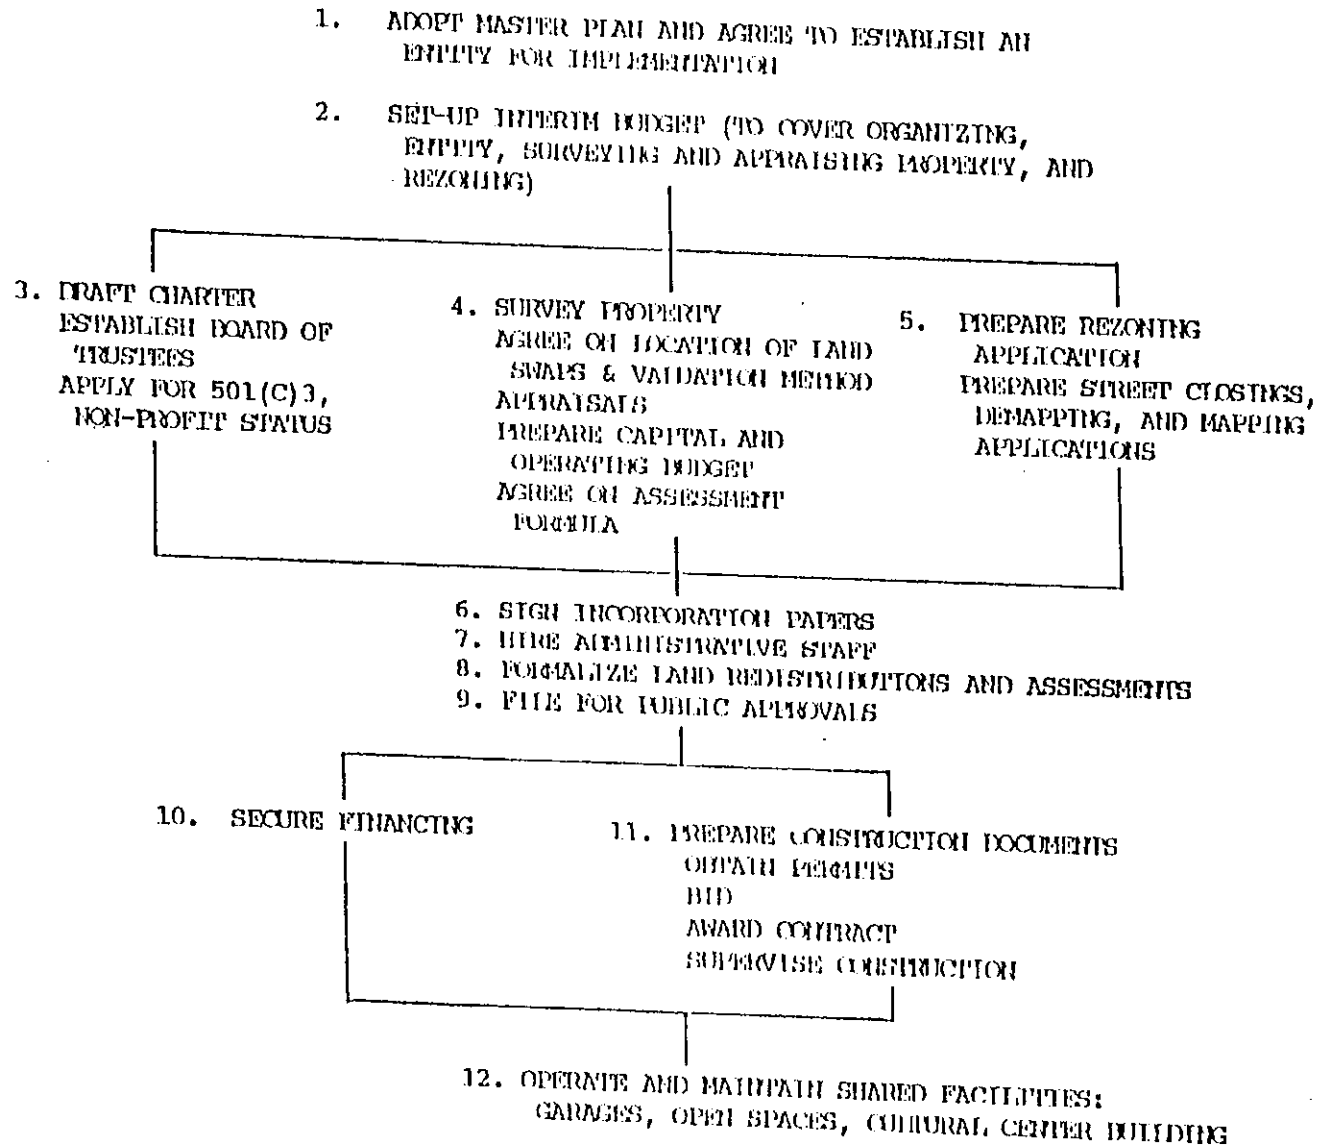 1. ADOPT MASTER PLAN AND AGREE TO ESTABLISH AN
ENTITY FOR IMPLEMENTATION
2. SET-UP INTERIM BUDGET (TO COVER ORGANIZING,
ENTITY, SURVEYING AND APPRAISING PROPERTY, AND
REZONING)
3. DRAFT CHARTER
ESTABLISH BOARD OF
TRUSTEES
APPLY FOR 501(C)3,
NON-PROFIT STATUS
4. SURVEY PROPERTY
AGREE ON LOCATION OF LAND
SWAPS & VALUATION METHOD
APPRAISALS
PREPARE CAPITAL AND
OPERATING BUDGET
AGREE ON ASSESSMENT
FORMULA
5. PREPARE REZONING
APPLICATION
PREPARE STREET CLOSINGS,
DEMAPPING, AND MAPPING
APPLICATIONS
6. SIGN INCORPORATION PAPERS
7. HIRE ADMINISTRATIVE STAFF
8. FORMALIZE LAND REDISTRIBUTIONS AND ASSESSMENTS
9. FILE FOR PUBLIC APPROVALS
10. SECURE FINANCING
11. PREPARE CONSTRUCTION DOCUMENTS
OBTAIN PERMITS
BID
AWARD CONTRACT
SUPERVISE CONSTRUCTION
12. OPERATE AND MAINTAIN SHARED FACILITIES:
GARAGES, OPEN SPACES, CULTURAL CENTER BUILDING